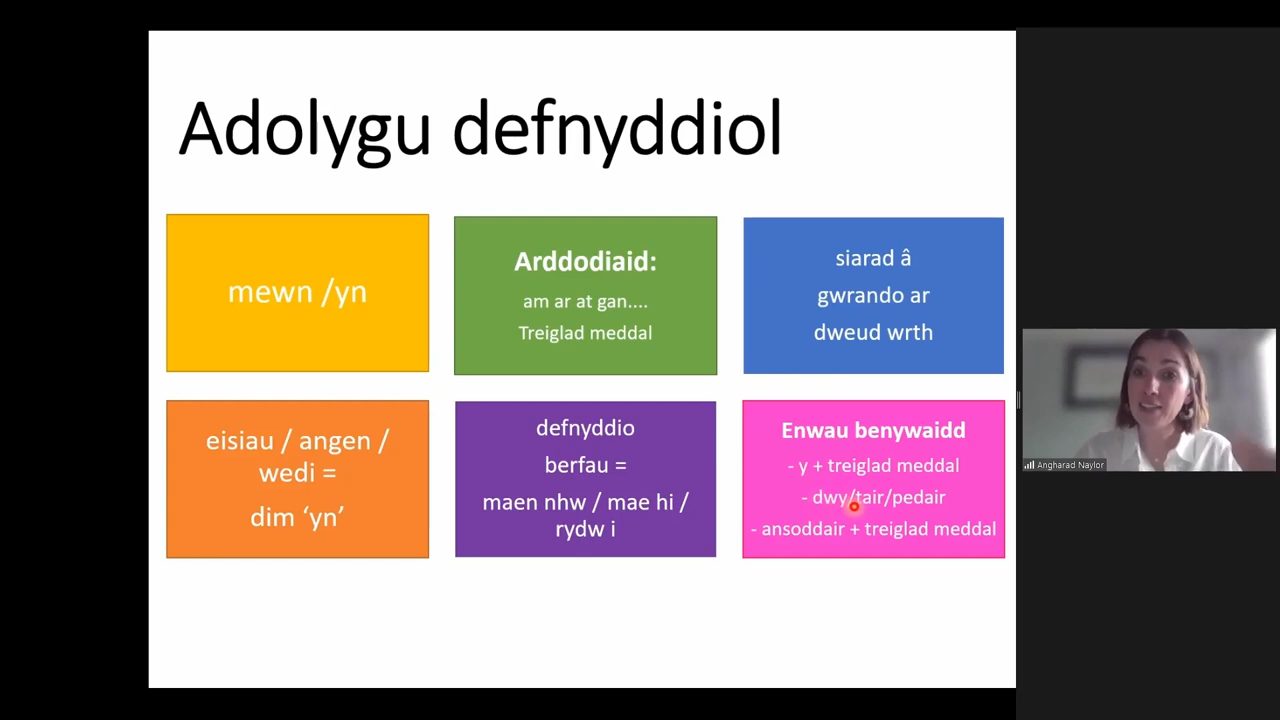 Adolygu defnyddiol
mewn /yn
Arddodiaid:
am ar at gan....
Treiglad meddal
siarad â
gwrando ar
dweud wrth
eisiau / angen /
wedi =
dim ‘yn’
defnyddio
berfau =
maen nhw / mae hi /
rydw i
Enwau benywaidd
- y + treiglad meddal
- dwy/tair/pedair
- ansoddair + treiglad meddal
Angharad Naylor